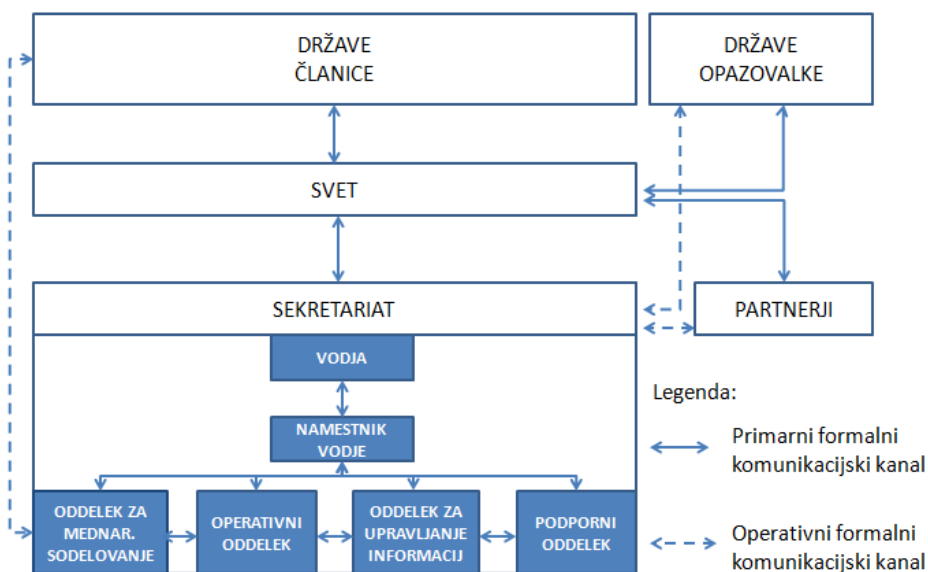 DRŽAVE
ČLANICE
DRŽAVE
OPAZOVALKE
SVET
SEKRETARIAT
PARTNERJI
VODJA
NAMESTNIK
VODJE
ODDELEK ZA
MEDNAR.
SODELOVANJE
OPERATIVNI
ODDELEK
ODDELEK ZA
UPRAVLJANJE
INFORMACIJ
PODPORNI
ODDELEK
Legenda:
Primarni formalni
komunikacijski kanal
Operativni formalni
komunikacijski kanal